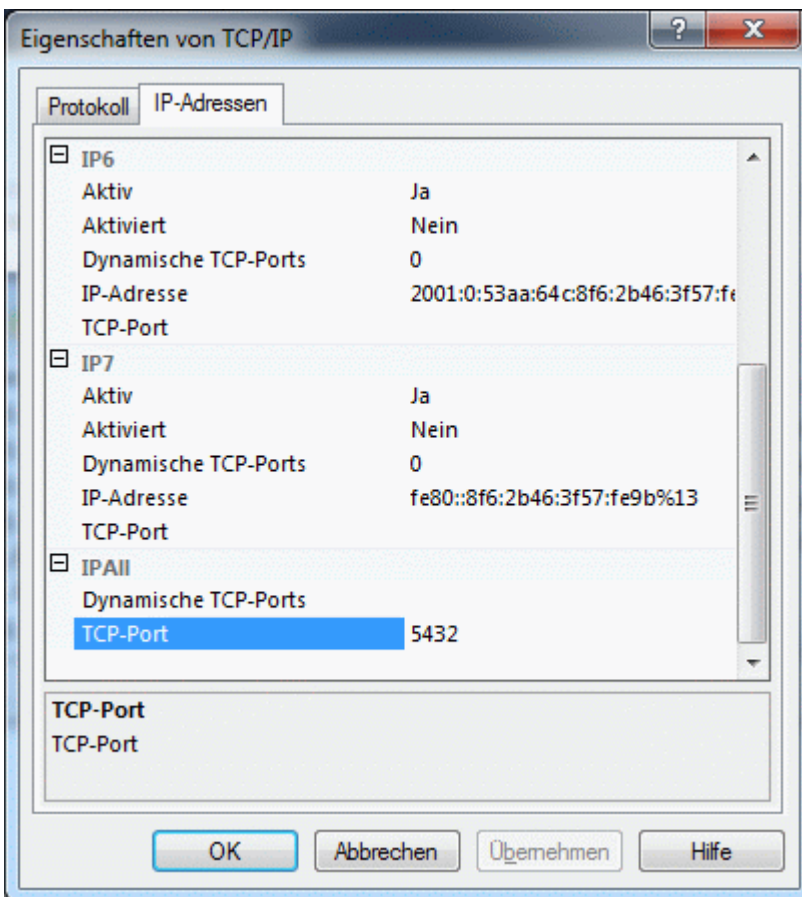 Eigenschaften von TCP/IP
Protokoll IP-Adressen
IP6
Aktiv Ja
Aktiviert Nein
Dynamische TCP-Ports 0
IP-Adresse 2001:0:53aa:64c:8f6:2b46:3f57:fe
TCP-Port
IP7
Aktiv Ja
Aktiviert Nein
Dynamische TCP-Ports 0
IP-Adresse fe80::8f6:2b46:3f57:fe9b%13
TCP-Port
IPAll
Dynamische TCP-Ports
TCP-Port 5432
TCP-Port
TCP-Port
OK Abbrechen Übernehmen Hilfe